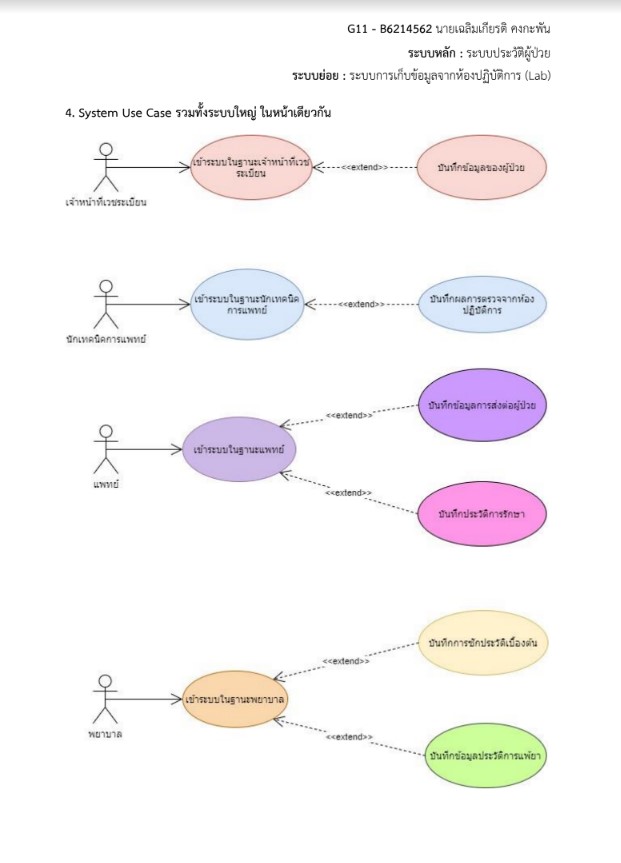 G11 - B6214562 นายเฉลิมเกียรติ คงกะพัน
ระบบหลัก : ระบบประวัติผู้ป่วย
ระบบย่อย : ระบบการเก็บข้อมูลจากห้องปฏิบัติการ (Lab)
4. System Use Case รวมทั้งระบบใหญ่ ในหน้าเดียวกัน
เข้าระบบในฐานะเจ้าหน้าที่เวช
ระเบียน
<<extend>>
บันทึกข้อมูลของผู้ป่วย
เจ้าหน้าที่เวชระเบียน
เข้าระบบในฐานะนักเทคนิค
การแพทย์
<<extend>>
บันทึกผลการตรวจจากห้อง
ปฏิบัติการ
นักเทคนิคการแพทย์
บันทึกข้อมูลการส่งต่อผู้ป่วย
<<extend>>
เข้าระบบในฐานะแพทย์
แพทย์
<<extend>>
บันทึกประวัติการรักษา
บันทึกการซักประวัติเบื้องต้น
<<extend>>
เข้าระบบในฐานะพยาบาล
พยาบาล
<<extend>>
บันทึกข้อมูลประวัติการแพ้ยา